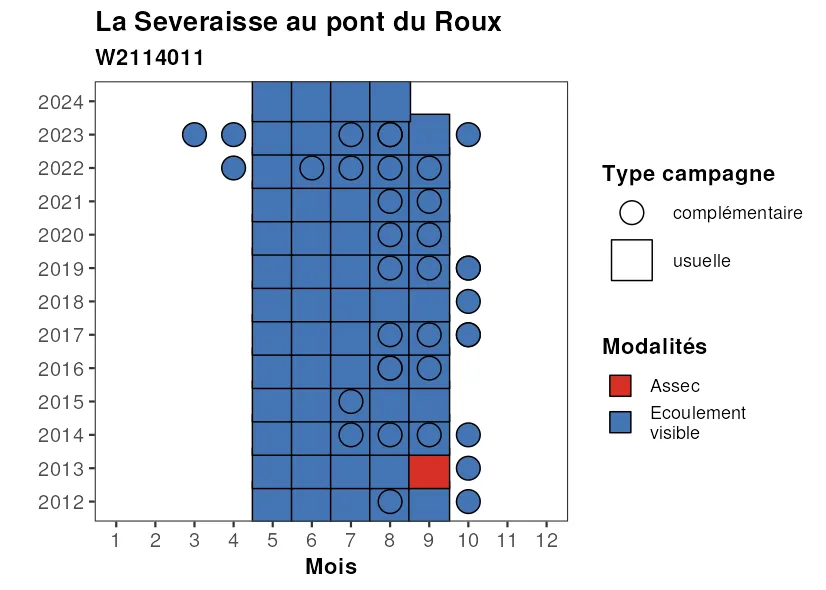 La Severaisse au pont du Roux
W2114011
2024
2023
2022
2021
2020
2019
2018
2017
2016
2015
2014
2013
2012
1 2 3 4 5 6 7 8 9 10 11 12
Mois
Type campagne
complémentaire
usuelle
Modalités
Assec
Ecoulement
visible